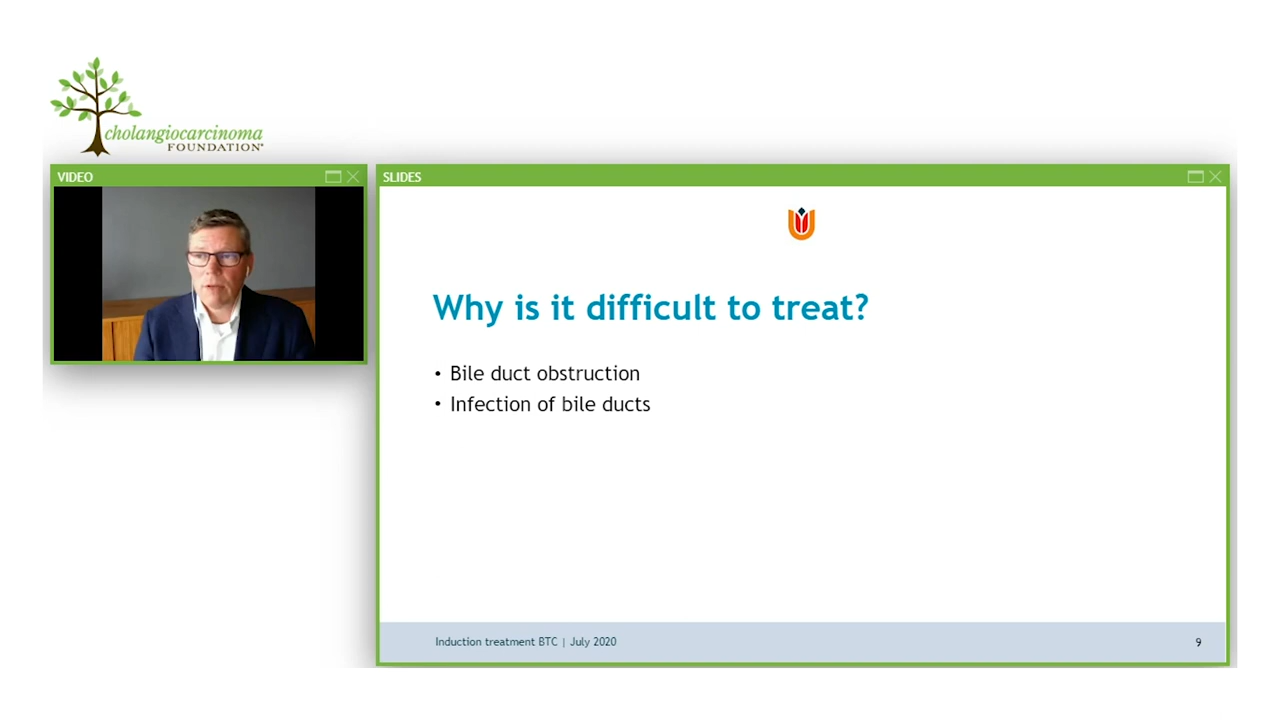 cholangiocarcinoma
FOUNDATION®
VIDEO
SLIDES
Why is it difficult to treat?
• Bile duct obstruction
• Infection of bile ducts
Induction treatment BTC | July 2020
9